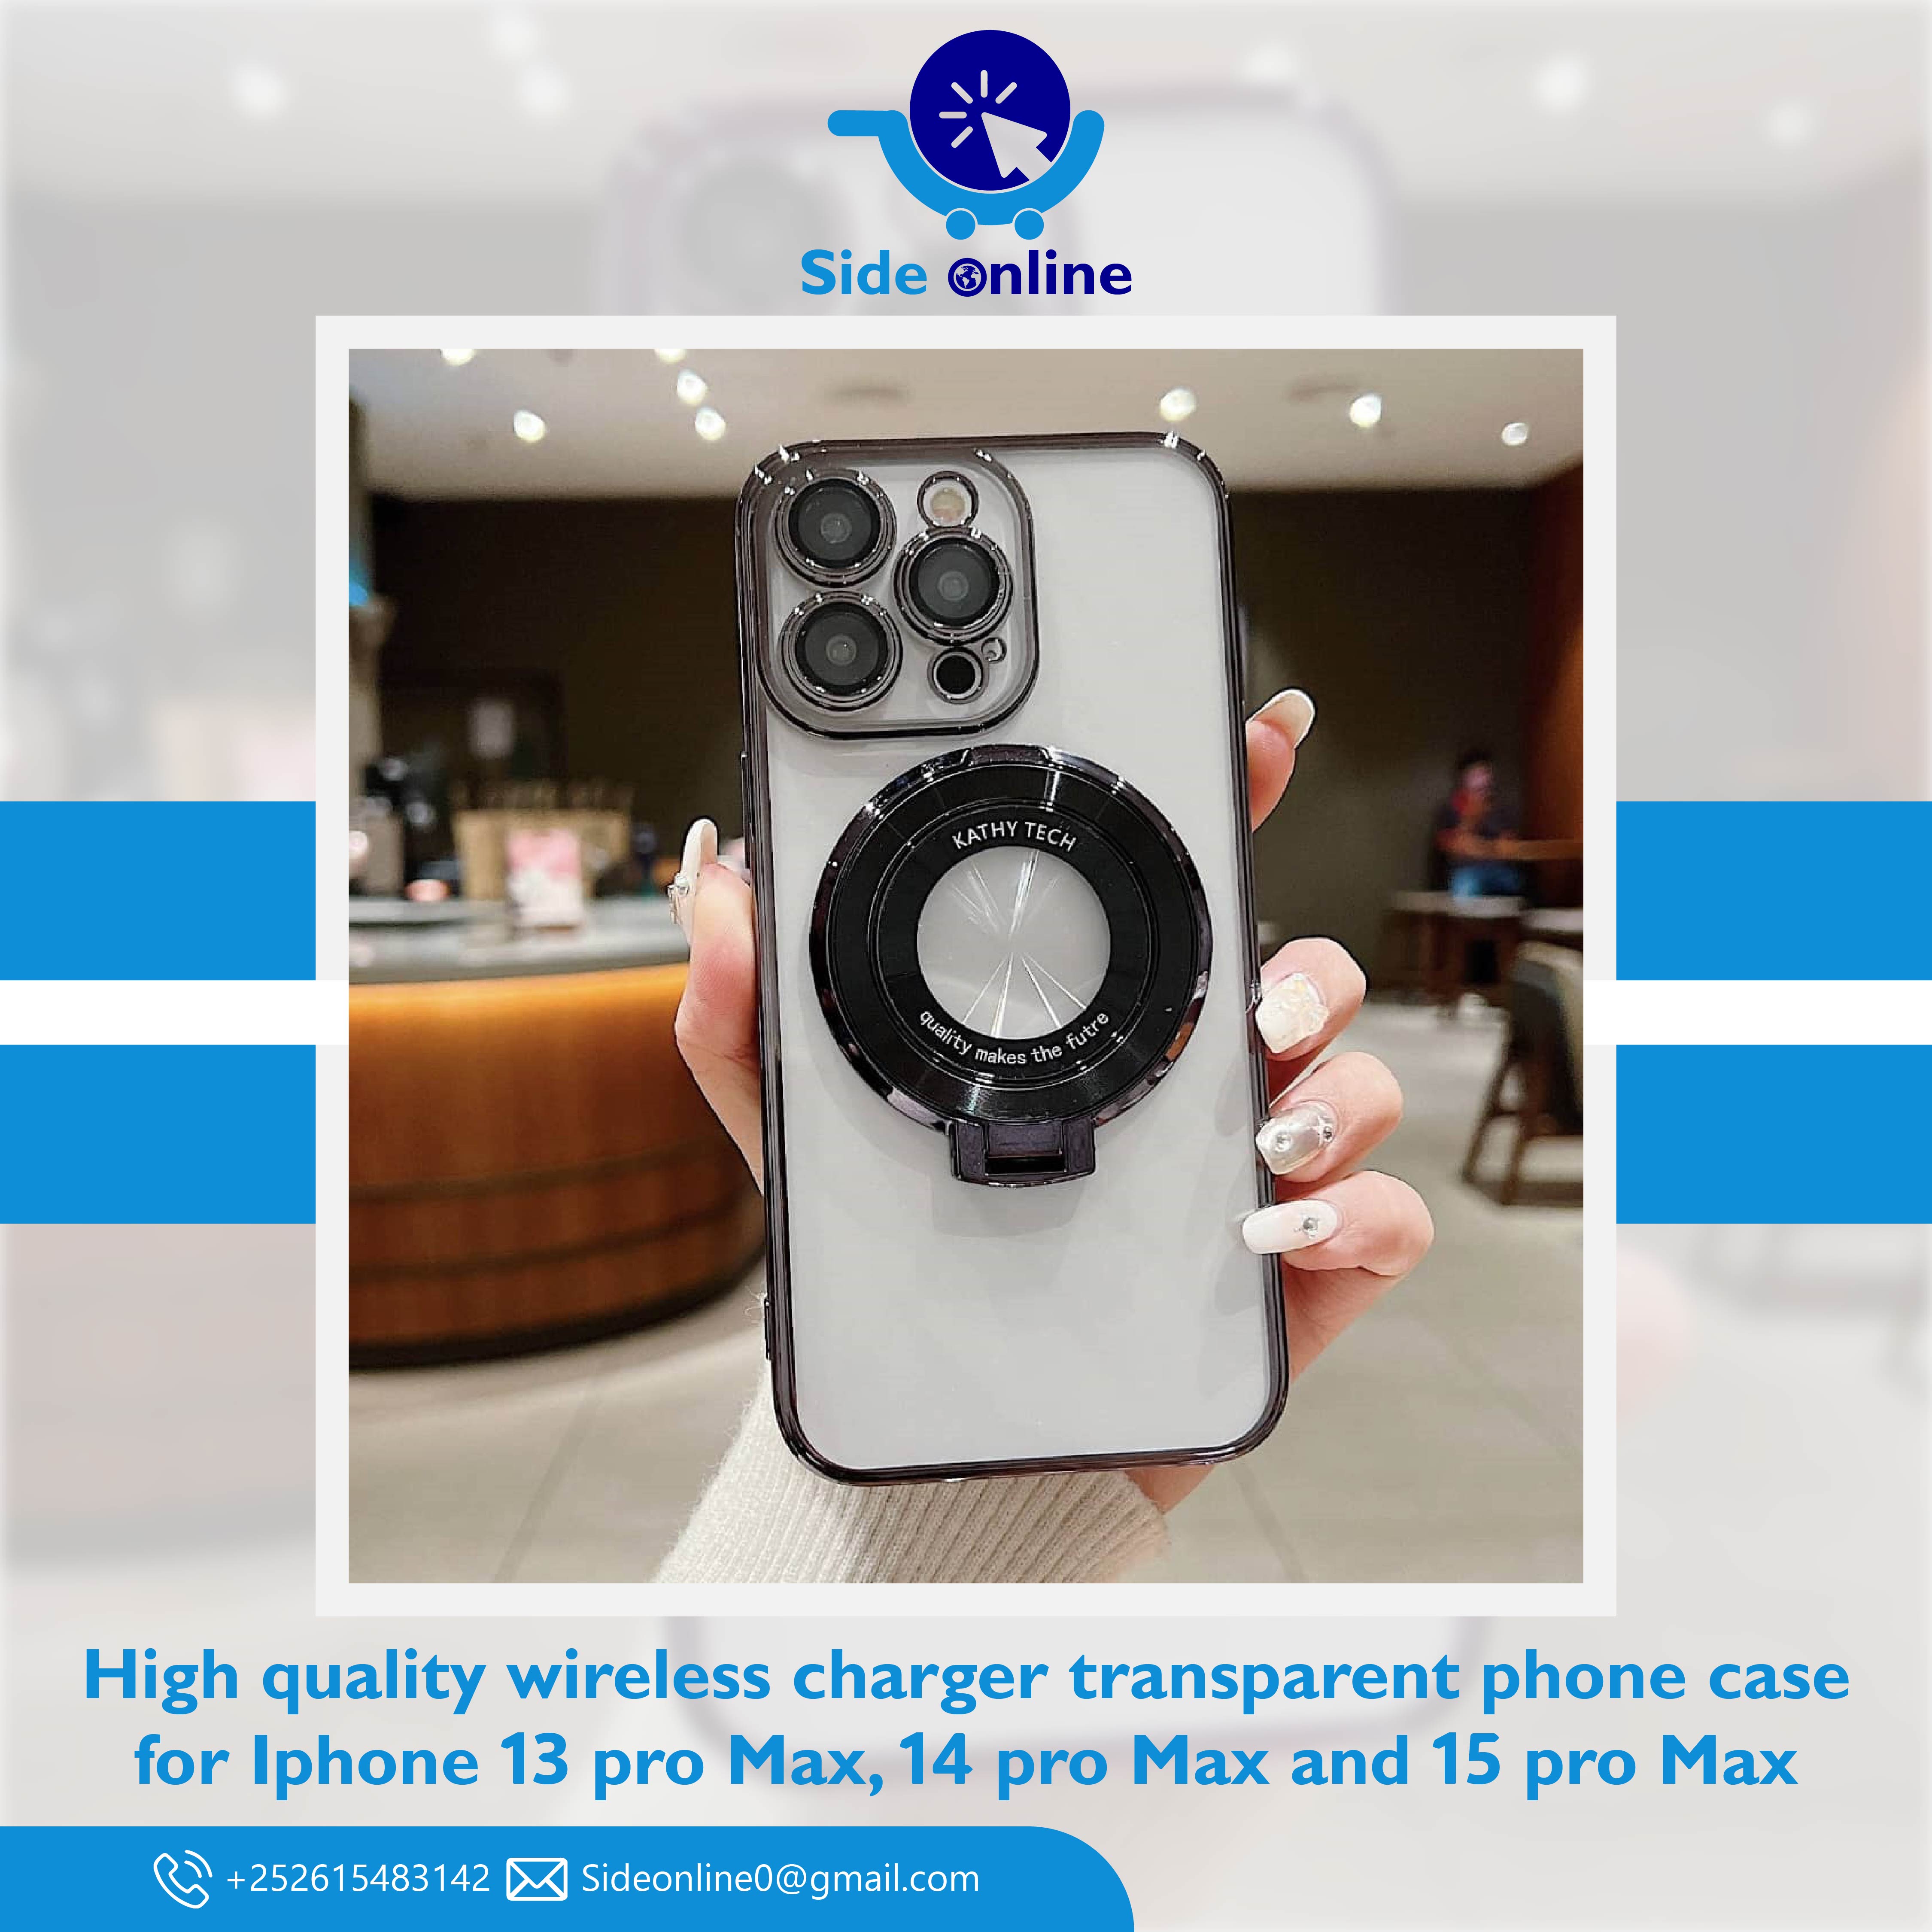 Side Online
KATHY TECH
quality makes the futre
High quality wireless charger transparent phone case
for Iphone 13 pro Max, 14 pro Max and 15 pro Max
+252615483142 Sideonline0@gmail.com